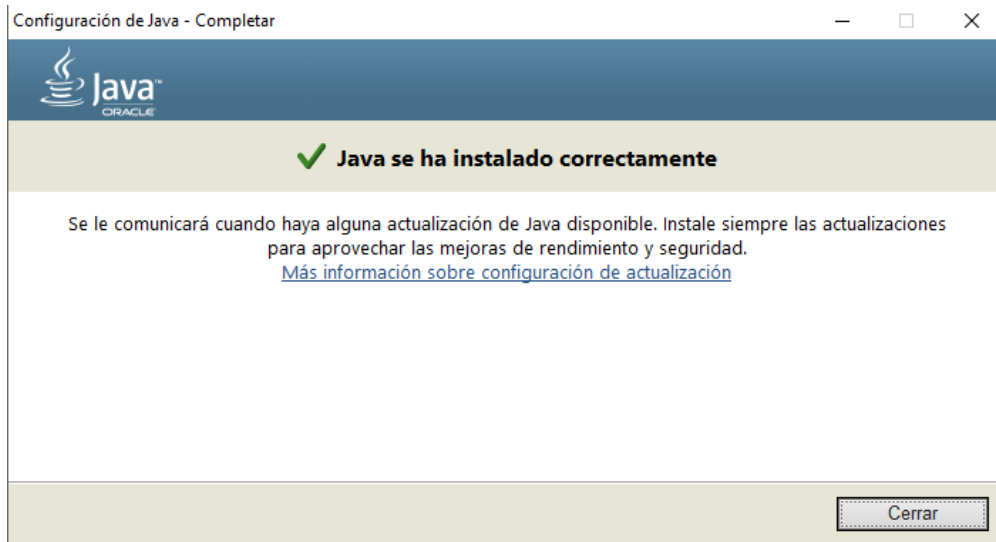 Configuración de Java - Completar
Java™
ORACLE
Java se ha instalado correctamente
Se le comunicará cuando haya alguna actualización de Java disponible. Instale siempre las actualizaciones
para aprovechar las mejoras de rendimiento y seguridad.
Más información sobre configuración de actualización
Cerrar